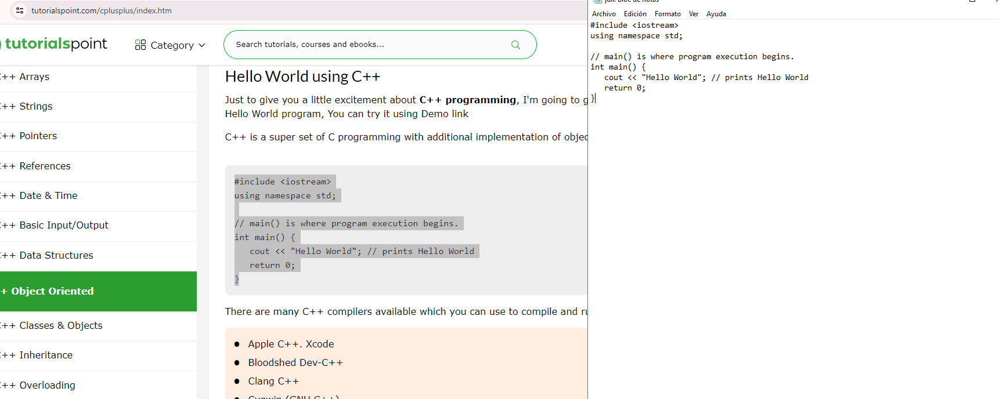 tutorialspoint.com/cplusplus/index.htm
tutorialspoint
Category
Search tutorials, courses and ebooks...
++ Arrays
++ Strings
++ Pointers
++ References
++ Date & Time
++ Basic Input/Output
++ Data Structures
+ Object Oriented
++ Classes & Objects
++ Inheritance
++ Overloading
Hello World using C++
Just to give you a little excitement about C++ programming, I'm going to g
Hello World program, You can try it using Demo link
C++ is a super set of C programming with additional implementation of objec
#include <iostream>
using namespace std;
// main() is where program execution begins.
int main() {
cout << "Hello World"; // prints Hello World
return 0;
}
There are many C++ compilers available which you can use to compile and ru
Apple C++. Xcode
Bloodshed Dev-C++
Clang C++
Cygwin (GNU C++)
Archivo Edición Formato Ver Ayuda
#include <iostream>
using namespace std;
// main() is where program execution begins.
int main() {
cout << "Hello World"; // prints Hello World
return 0;
}